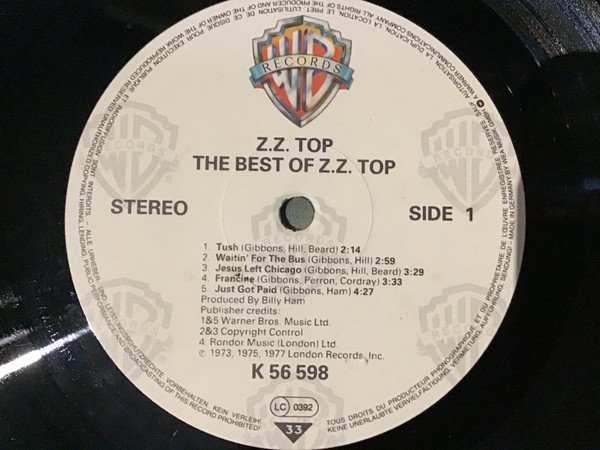 RECORDS
Z.Z. TOP
THE BEST OF Z.Z. TOP
STEREO
SIDE 1
1. Tush (Gibbons, Hill, Beard) 2:14
2. Waitin' For The Bus (Gibbons, Hill) 2:59
3. Jesus Left Chicago (Gibbons, Hill, Beard) 3:29
4. Francine (Gibbons, Perron, Cordray) 3:33
5 Just Got Paid (Gibbons, Ham) 4:27
Produced By Billy Ham
Publisher credits:
1&5 Warner Bros. Music Ltd.
2&3 Copyright Control
4. Rondor Music (London) Ltd.
℗ 1973, 1975, 1977 London Records, Inc.
K 56 598
LC 0392
33
TOUS DROITS DU PRODUCTEUR PHONOGRAPHIQUE ET DU PROPRIETAIRE DE L'ŒUVRE ENREGISTREE RESERVES
KEINE UNERLAUBTE VERVIELFÄLTIGUNG, VERMIETUNG, AUFFÜHRUNG, SENDUNG! – MADE IN GERMANY BY WEA MUSIK GMBH
A WARNER COMMUNICATIONS COMPANY